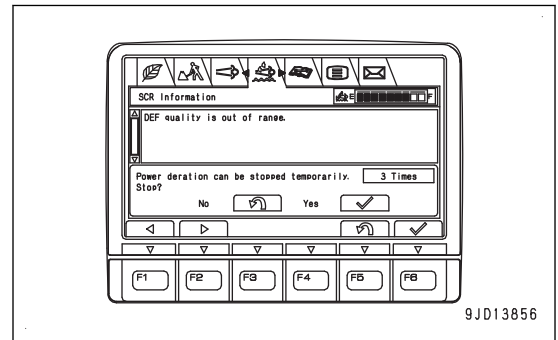 SCR Information
E F
DEF quality is out of range.
Power deration can be stopped temporarily. 3 Times
Stop?
No Yes
F1 F2 F3 F4 F5 F6
9JD13856